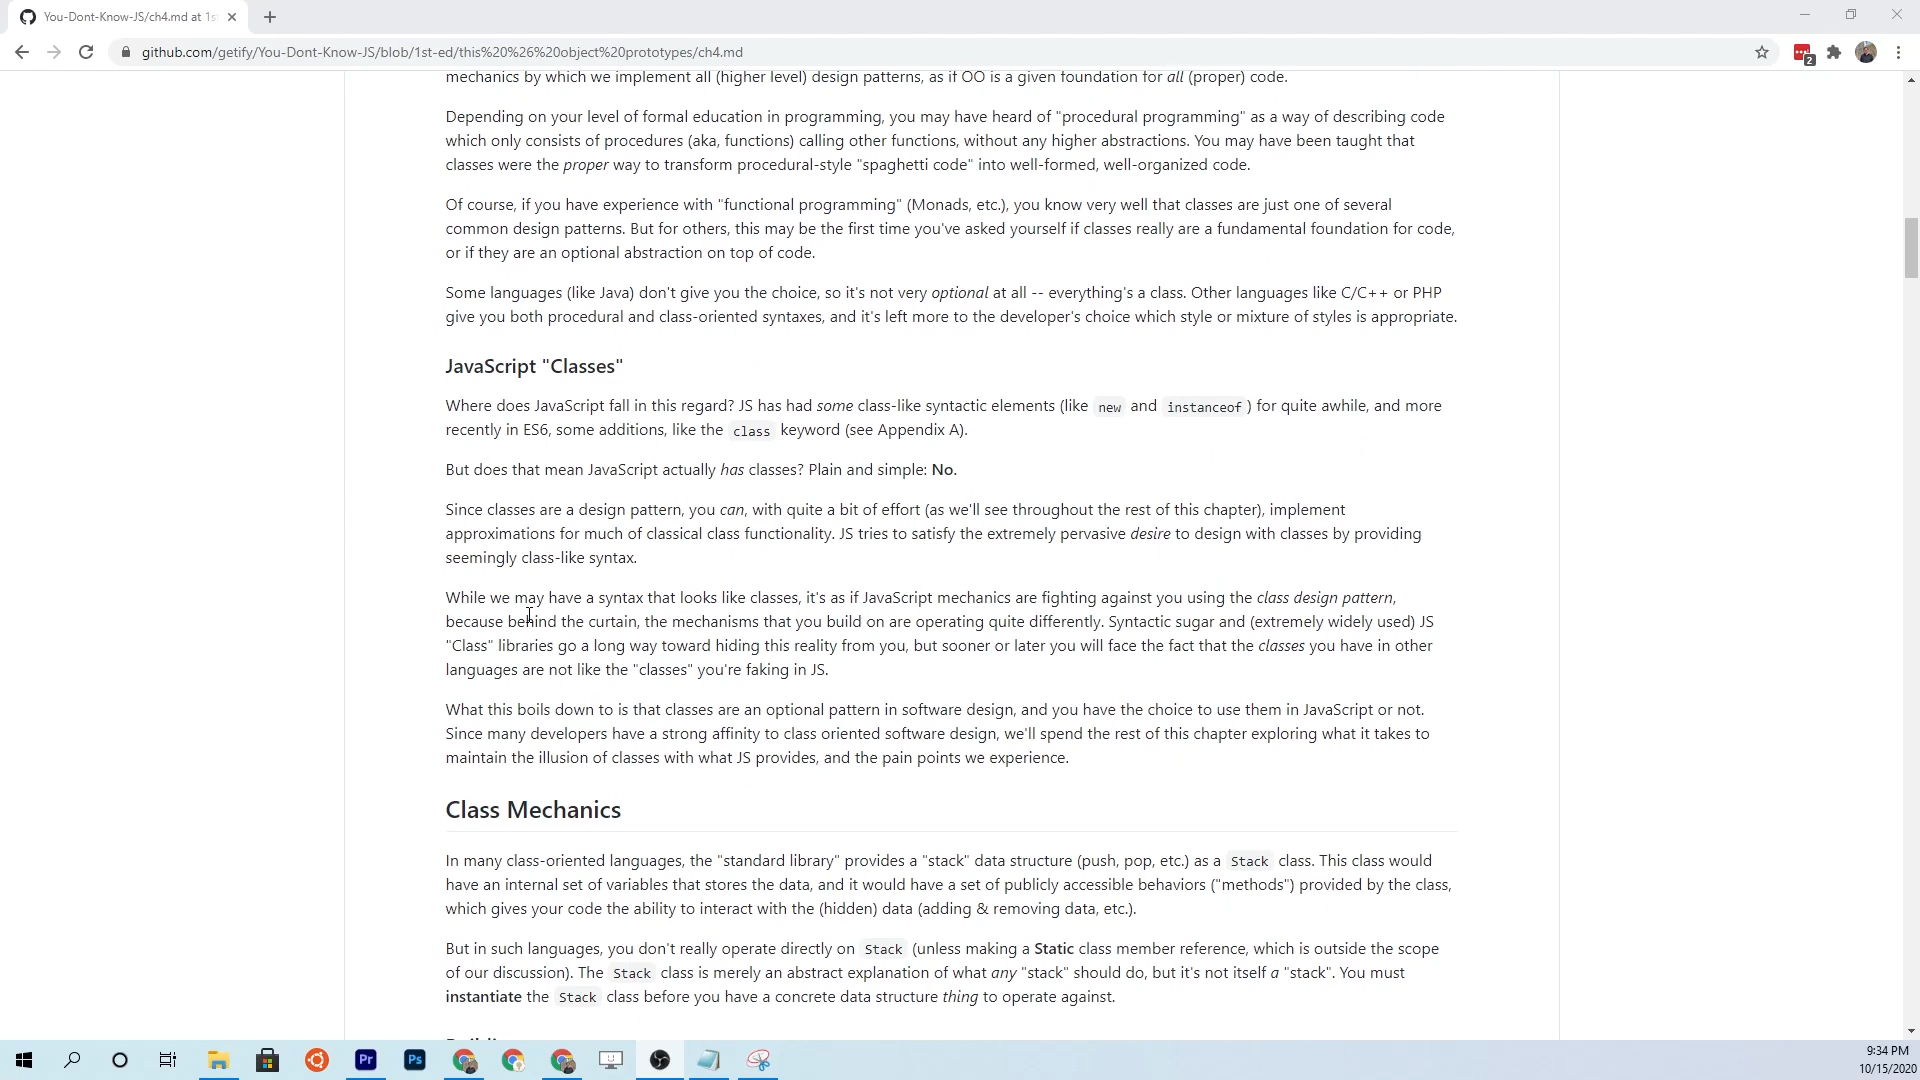 You-Dont-Know-JS/ch4.md at 1s
github.com/getify/You-Dont-Know-JS/blob/1st-ed/this%20%26%20object%20prototypes/ch4.md
2
mechanics by which we implement all (higher level) design patterns, as if OO is a given foundation for all (proper) code.
Depending on your level of formal education in programming, you may have heard of "procedural programming" as a way of describing code
which only consists of procedures (aka, functions) calling other functions, without any higher abstractions. You may have been taught that
classes were the proper way to transform procedural-style "spaghetti code" into well-formed, well-organized code.
Of course, if you have experience with "functional programming" (Monads, etc.), you know very well that classes are just one of several
common design patterns. But for others, this may be the first time you've asked yourself if classes really are a fundamental foundation for code,
or if they are an optional abstraction on top of code.
Some languages (like Java) don't give you the choice, so it's not very optional at all -- everything's a class. Other languages like C/C++ or PHP
give you both procedural and class-oriented syntaxes, and it's left more to the developer's choice which style or mixture of styles is appropriate.
JavaScript "Classes"
Where does JavaScript fall in this regard? JS has had some class-like syntactic elements (like new and instanceof ) for quite awhile, and more
recently in ES6, some additions, like the class keyword (see Appendix A).
But does that mean JavaScript actually has classes? Plain and simple: No.
Since classes are a design pattern, you can, with quite a bit of effort (as we'll see throughout the rest of this chapter), implement
approximations for much of classical class functionality. JS tries to satisfy the extremely pervasive desire to design with classes by providing
seemingly class-like syntax.
While we may have a syntax that looks like classes, it's as if JavaScript mechanics are fighting against you using the class design pattern,
because behind the curtain, the mechanisms that you build on are operating quite differently. Syntactic sugar and (extremely widely used) JS
"Class" libraries go a long way toward hiding this reality from you, but sooner or later you will face the fact that the classes you have in other
languages are not like the "classes" you're faking in JS.
What this boils down to is that classes are an optional pattern in software design, and you have the choice to use them in JavaScript or not.
Since many developers have a strong affinity to class oriented software design, we'll spend the rest of this chapter exploring what it takes to
maintain the illusion of classes with what JS provides, and the pain points we experience.
Class Mechanics
In many class-oriented languages, the "standard library" provides a "stack" data structure (push, pop, etc.) as a Stack class. This class would
have an internal set of variables that stores the data, and it would have a set of publicly accessible behaviors ("methods") provided by the class,
which gives your code the ability to interact with the (hidden) data (adding & removing data, etc.).
But in such languages, you don't really operate directly on Stack (unless making a Static class member reference, which is outside the scope
of our discussion). The Stack class is merely an abstract explanation of what any "stack" should do, but it's not itself a "stack". You must
instantiate the Stack class before you have a concrete data structure thing to operate against.
Pr
Ps
9:34 PM
10/15/2020